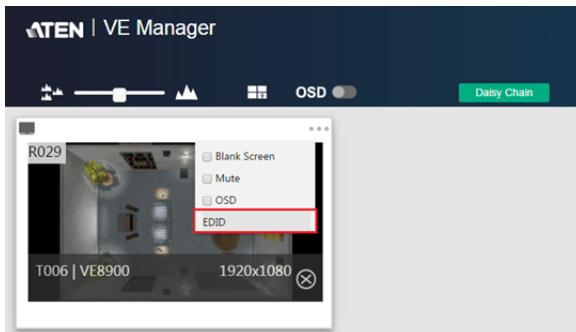 ATEN | VE Manager
OSD
Daisy Chain
R029
Blank Screen
Mute
OSD
EDID
T006 | VE8900 1920x1080